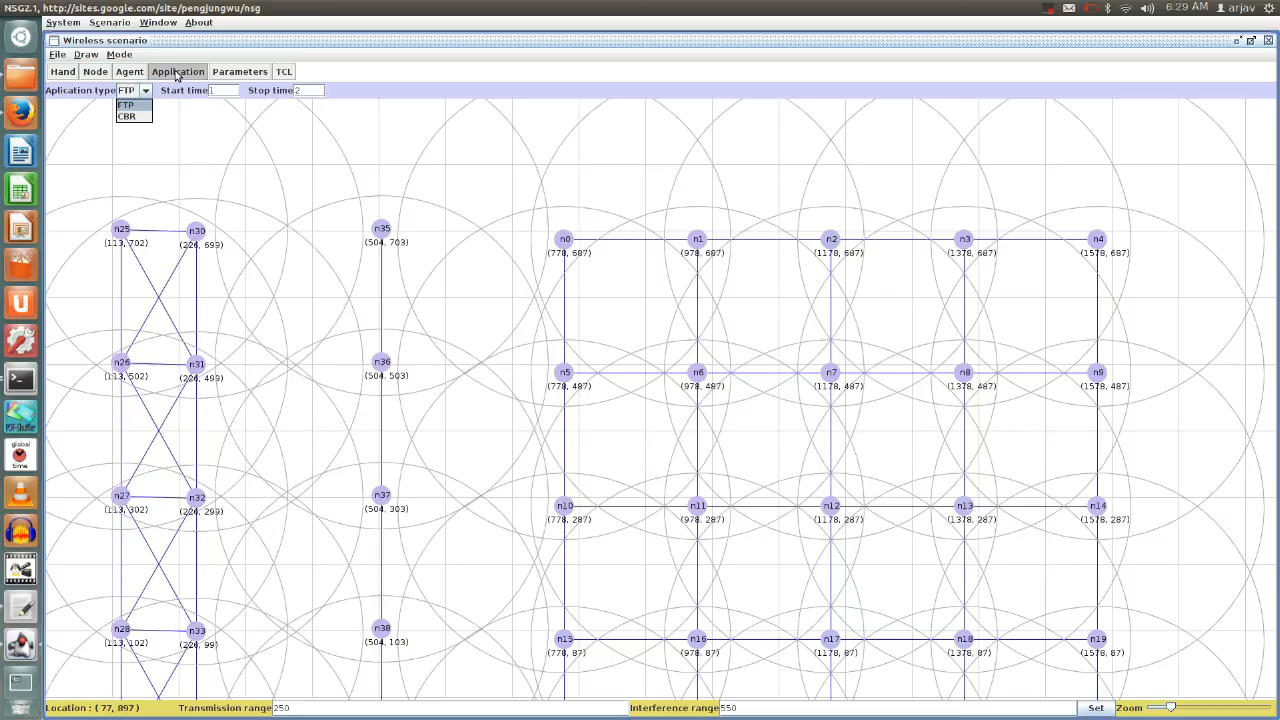 NSG2.1, http://sites.google.com/site/pengjungwu/nsg
6:29 AM arjav
System Scenario Window About
Wireless scenario
File Draw Mode
Hand Node Agent Application Parameters TCL
Aplication type FTP Start time 1 Stop time 2
FTP
CBR
n25 n30 n35
(113, 702) (226, 699) (504, 703)
n0 n1 n2 n3 n4
(778, 687) (978, 687) (1178, 687) (1378, 687) (1578, 687)
n26 n31 n36
(113, 502) (226, 499) (504, 503)
n5 n6 n7 n8 n9
(778, 487) (978, 487) (1178, 487) (1378, 487) (1578, 487)
n27 n32 n37
(113, 302) (226, 299) (504, 303)
n10 n11 n12 n13 n14
(778, 287) (978, 287) (1178, 287) (1378, 287) (1578, 287)
n28 n33 n38
(113, 102) (226, 99) (504, 103)
n15 n16 n17 n18 n19
(778, 87) (978, 87) (1178, 87) (1378, 87) (1578, 87)
PDF-Shuffler
global
time
Location : ( 77, 897 ) Transmission range 250 Interference range 550 Set Zoom